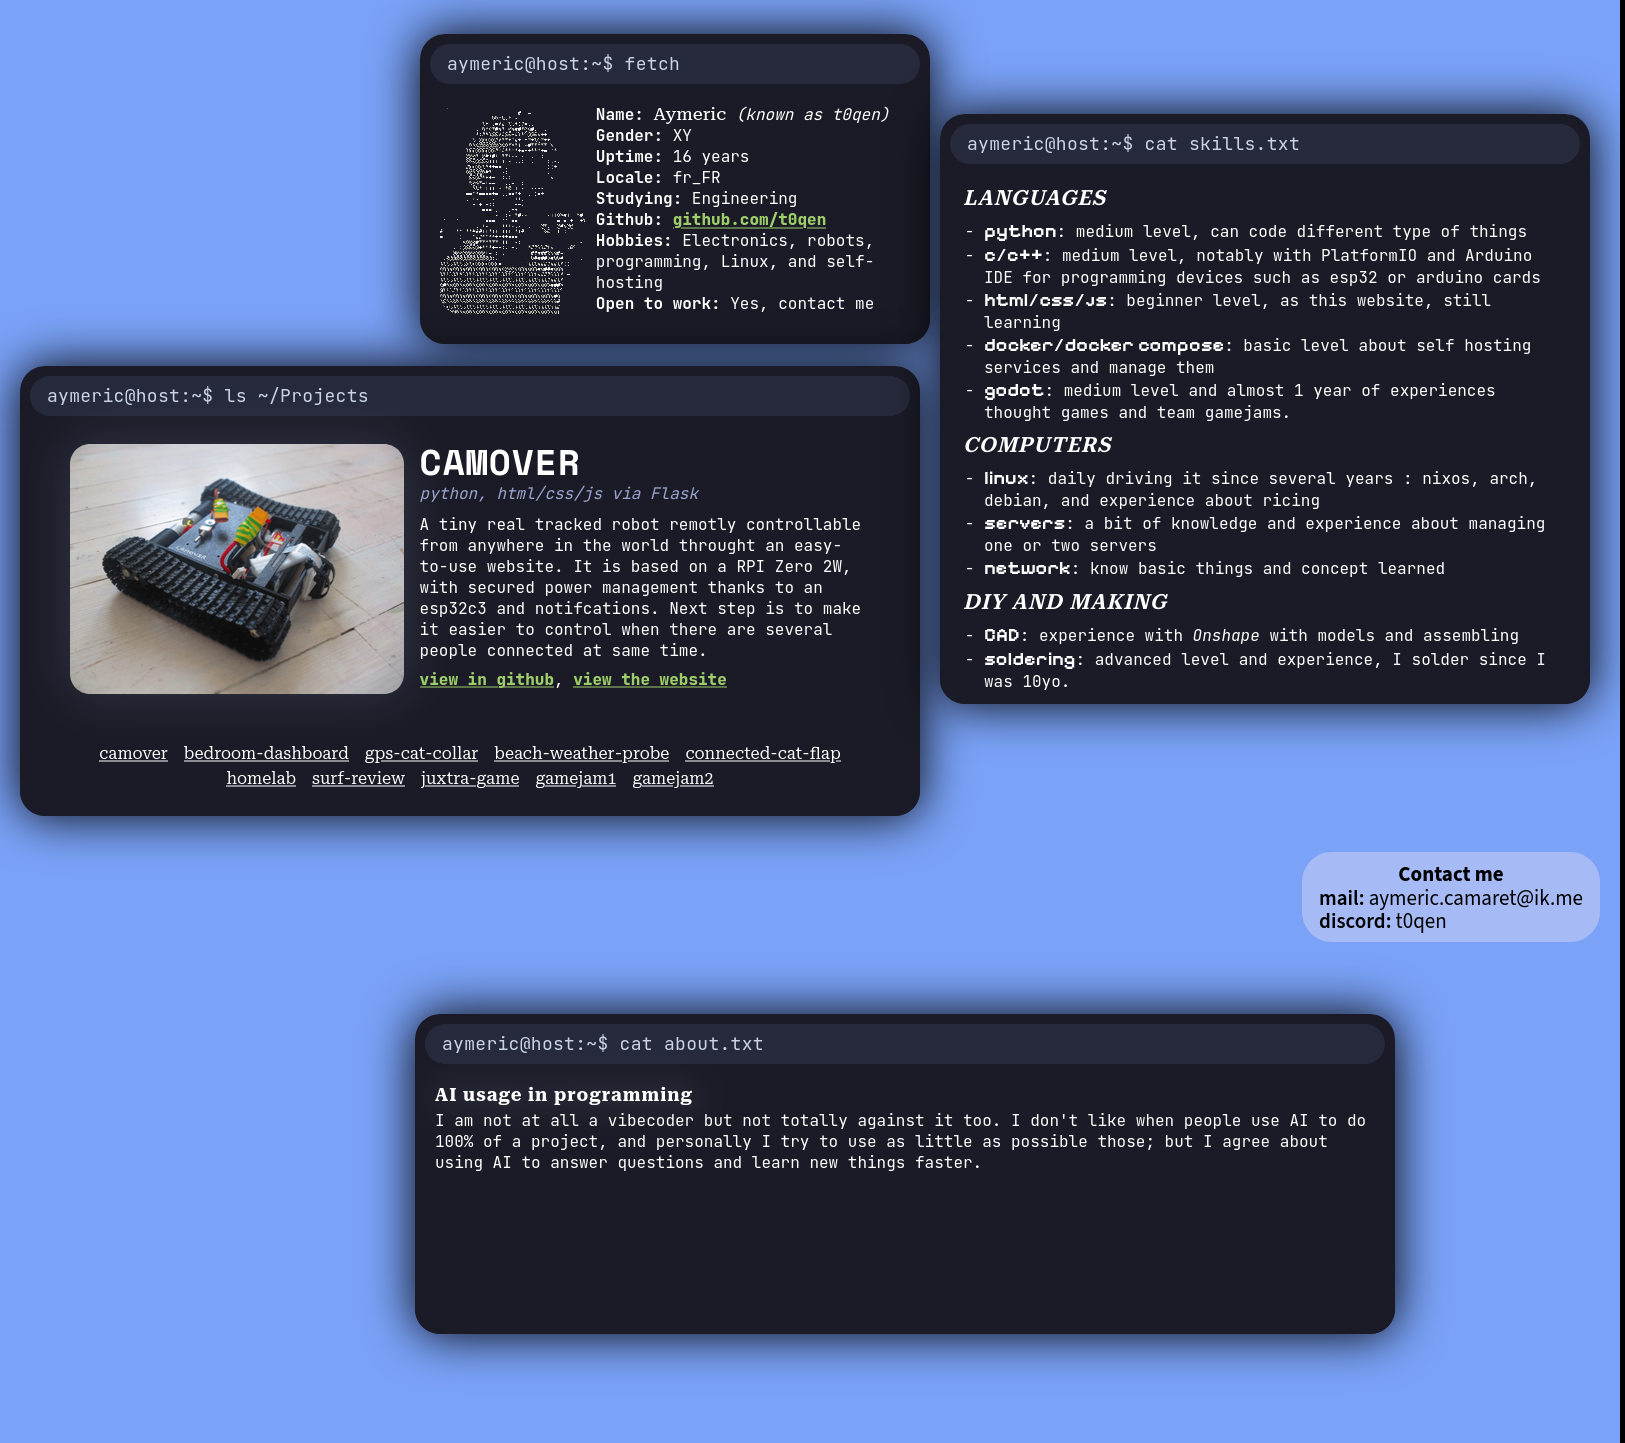 aymeric@host:~$ fetch
Name: Aymeric (known as t0qen)
Gender: XY
Uptime: 16 years
Locale: fr_FR
Studying: Engineering
Github: github.com/t0qen
Hobbies: Electronics, robots,
programming, Linux, and self-
hosting
Open to work: Yes, contact me
aymeric@host:~$ cat skills.txt
LANGUAGES
- python: medium level, can code different type of things
- c/c++: medium level, notably with PlatformIO and Arduino
IDE for programming devices such as esp32 or arduino cards
- html/css/js: beginner level, as this website, still
learning
- docker/docker compose: basic level about self hosting
services and manage them
- godot: medium level and almost 1 year of experiences
thought games and team gamejams.
COMPUTERS
- linux: daily driving it since several years : nixos, arch,
debian, and experience about ricing
- servers: a bit of knowledge and experience about managing
one or two servers
- network: know basic things and concept learned
DIY AND MAKING
- CAD: experience with Onshape with models and assembling
- soldering: advanced level and experience, I solder since I
was 10yo.
aymeric@host:~$ ls ~/Projects
CAMOVER
CAMOVER
python, html/css/js via Flask
A tiny real tracked robot remotly controllable
from anywhere in the world throught an easy-
to-use website. It is based on a RPI Zero 2W,
with secured power management thanks to an
esp32c3 and notifcations. Next step is to make
it easier to control when there are several
people connected at same time.
view in github, view the website
camover bedroom-dashboard gps-cat-collar beach-weather-probe connected-cat-flap
homelab surf-review juxtra-game gamejam1 gamejam2
Contact me
mail: aymeric.camaret@ik.me
discord: t0qen
aymeric@host:~$ cat about.txt
AI usage in programming
I am not at all a vibecoder but not totally against it too. I don't like when people use AI to do
100% of a project, and personally I try to use as little as possible those; but I agree about
using AI to answer questions and learn new things faster.